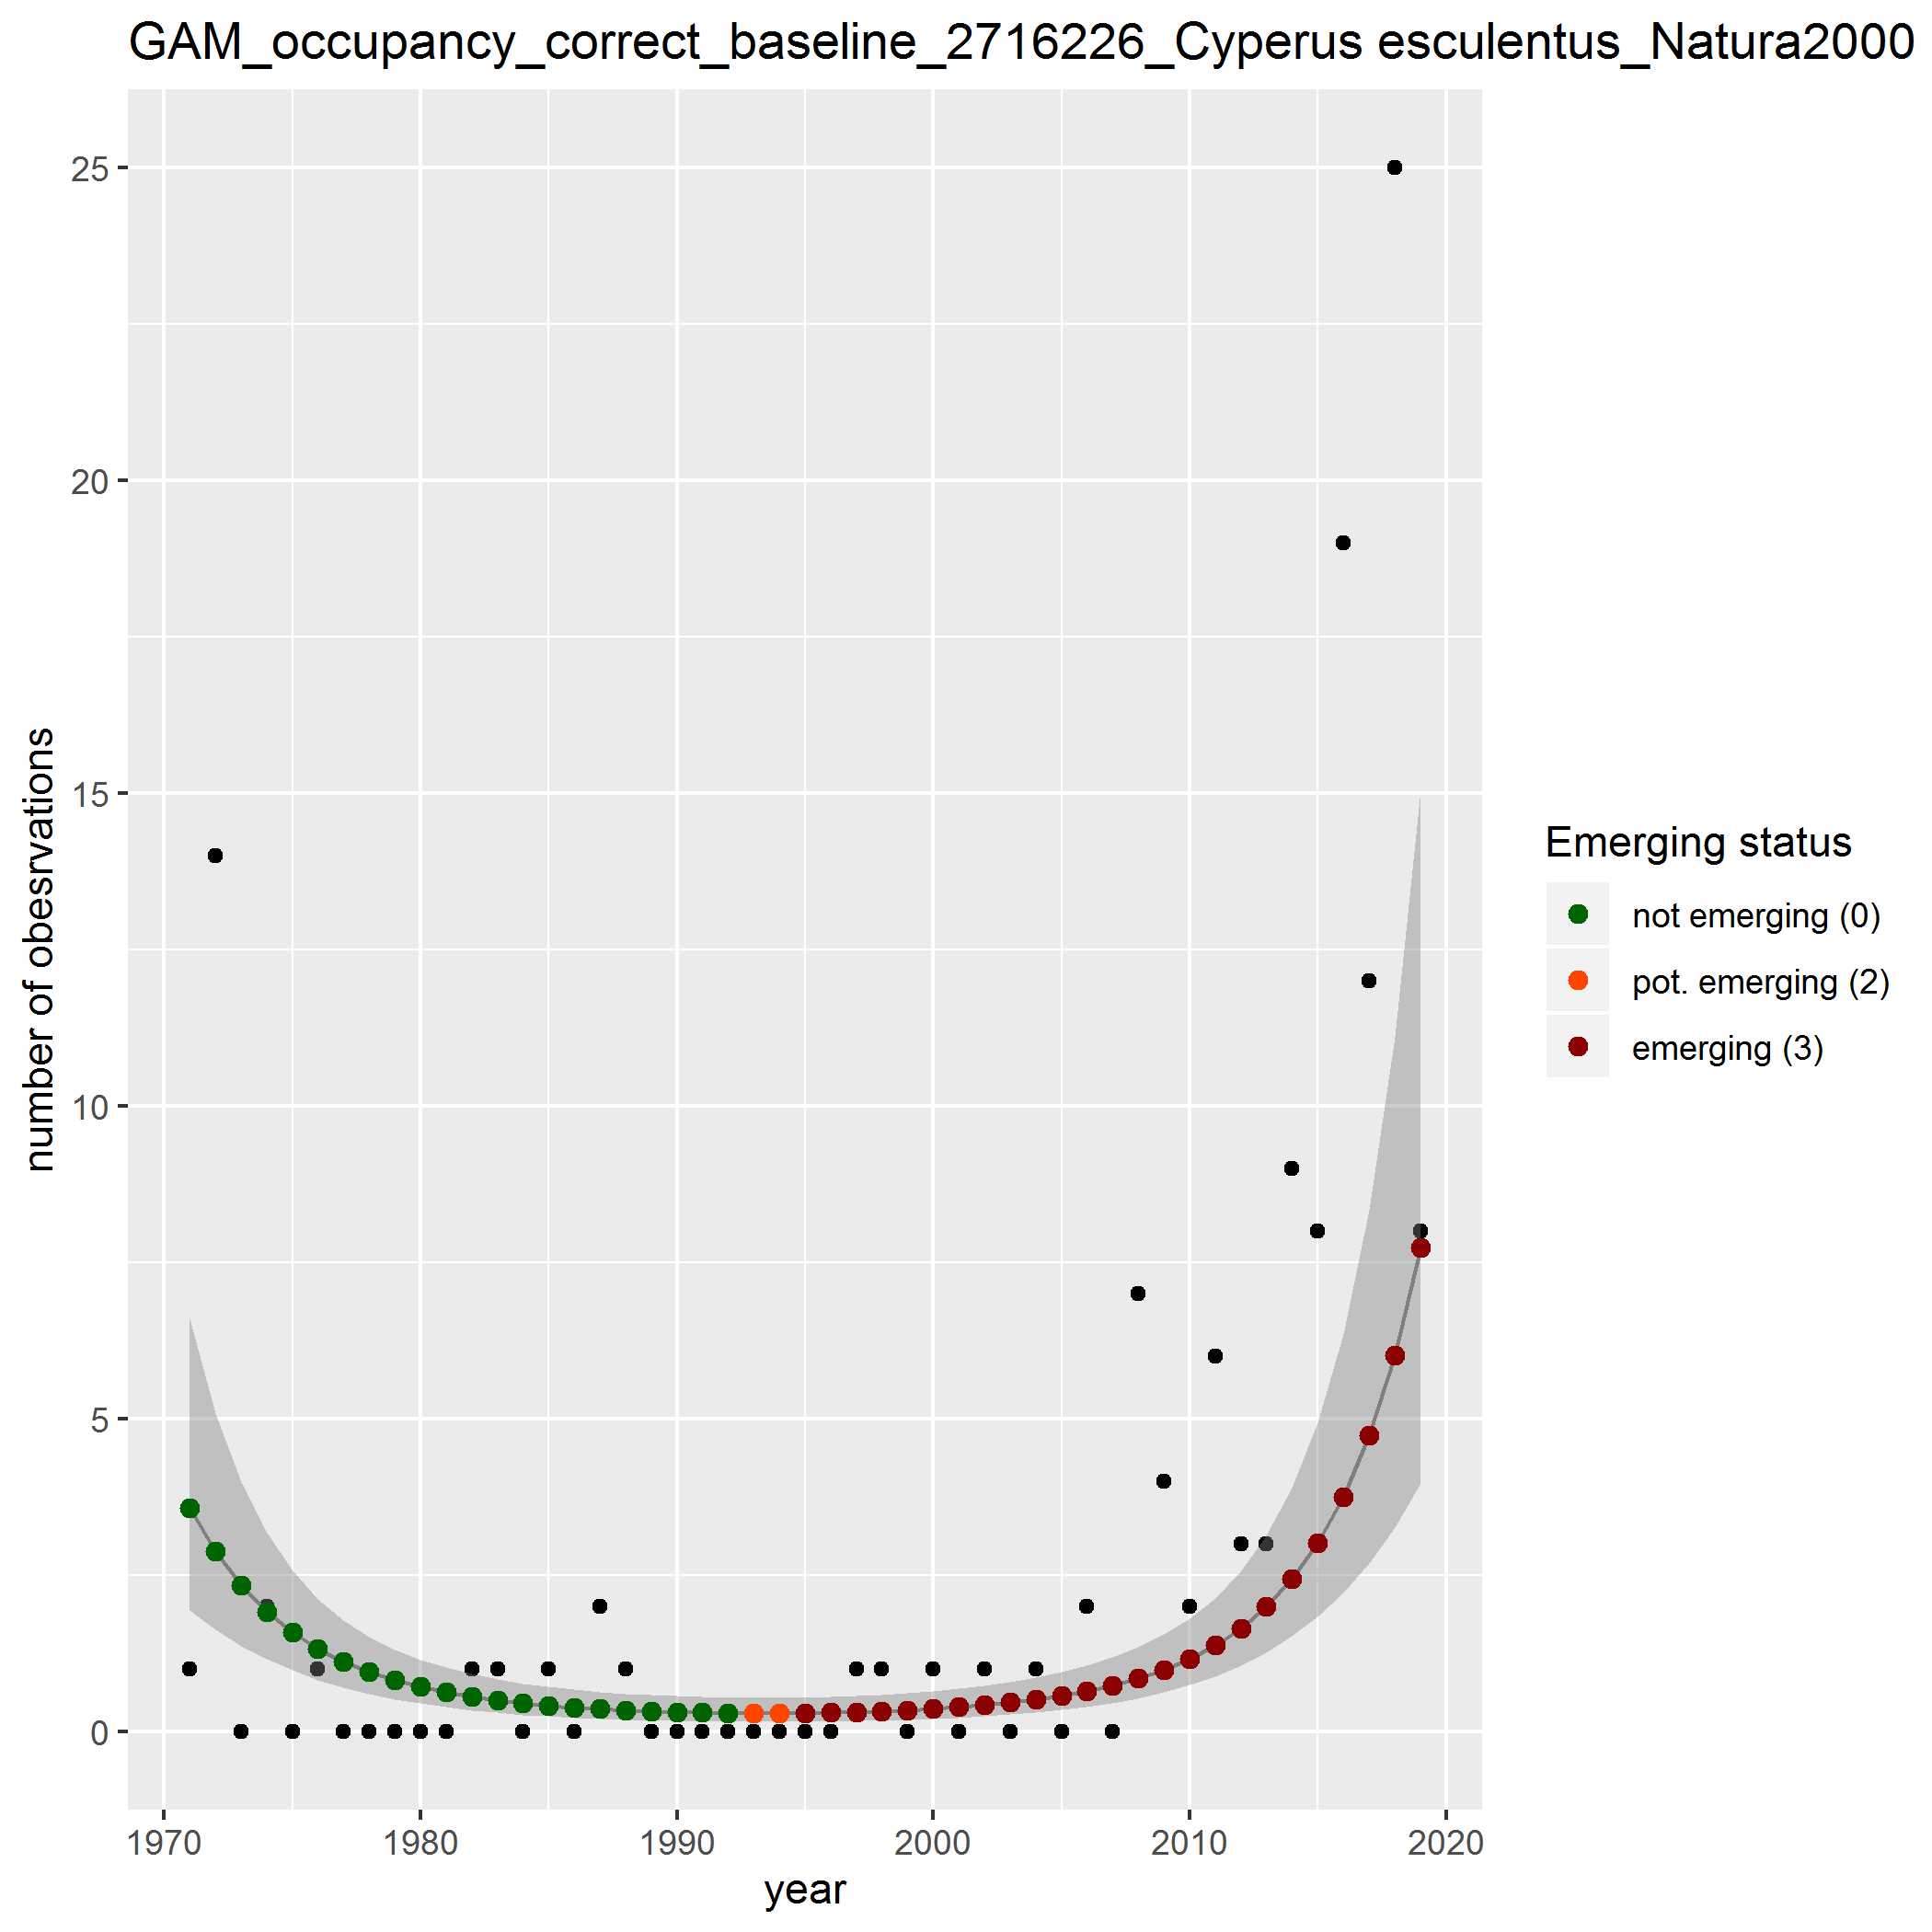 GAM_occupancy_correct_baseline_2716226_Cyperus esculentus_Natura2000
number of obesrvations
25
20
15
10
5
0
1970
1980
1990
2000
2010
2020
year
Emerging status
not emerging (0)
pot. emerging (2)
emerging (3)